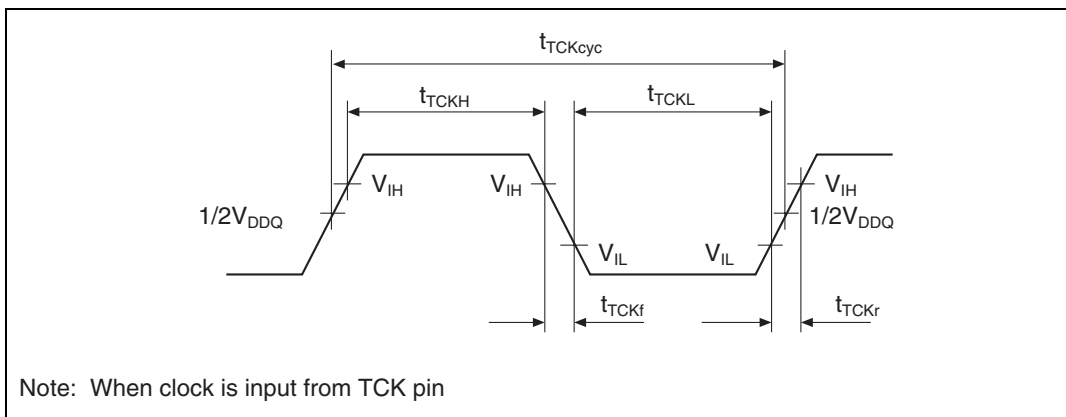 tTCKcyc
tTCKH
tTCKL
VIH
VIH
VIH
1/2VDDQ
1/2VDDQ
VIL
VIL
tTCKf
tTCKr
Note: When clock is input from TCK pin